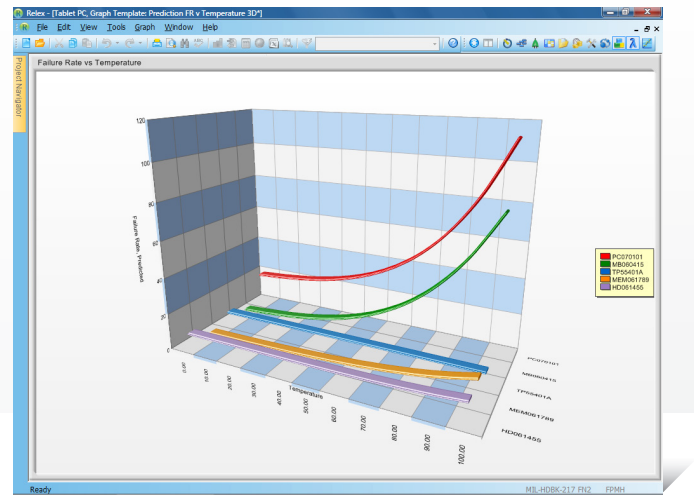 Relex - [Tablet PC, Graph Template: Prediction FR v Temperature 3D*]
File Edit View Tools Graph Window Help
Project Navigator
Failure Rate vs Temperature
120
100
80
60
40
20
0
Failure Rate, Predicted
0.00
10.00
20.00
30.00
40.00
50.00
60.00
70.00
80.00
90.00
100.00
Temperature
PC070101
MB060415
TP55401A
MEM061789
HD061455
PC070101
MB060415
TP55401A
MEM061789
HD061455
Ready
MIL-HDBK-217 FN2 FPMH